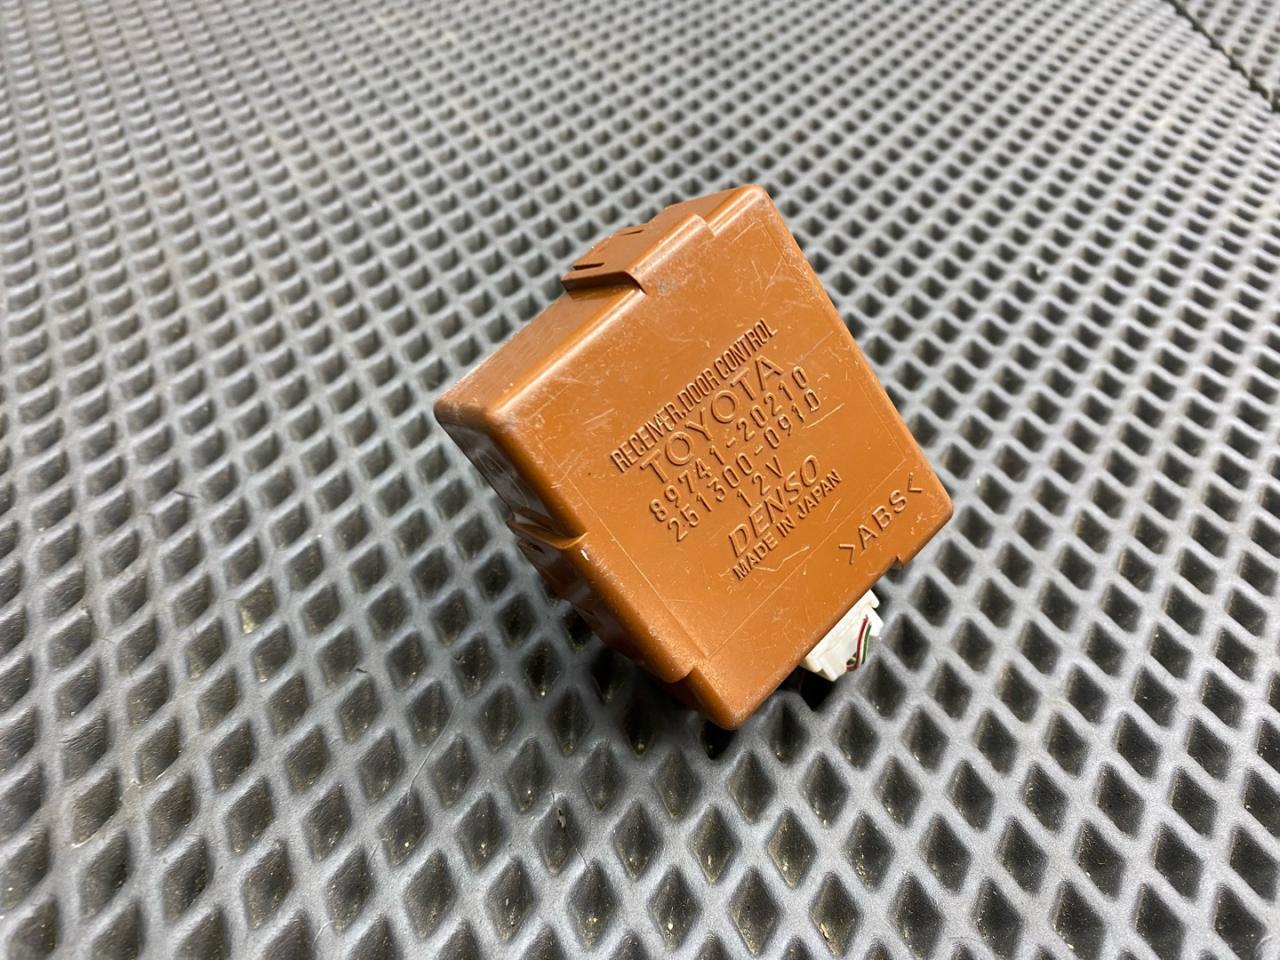 RECEIVER,DOOR CONTROL
TOYOTA
89741-20210
251300-0910
12V
DENSO
MADE IN JAPAN
>ABS<